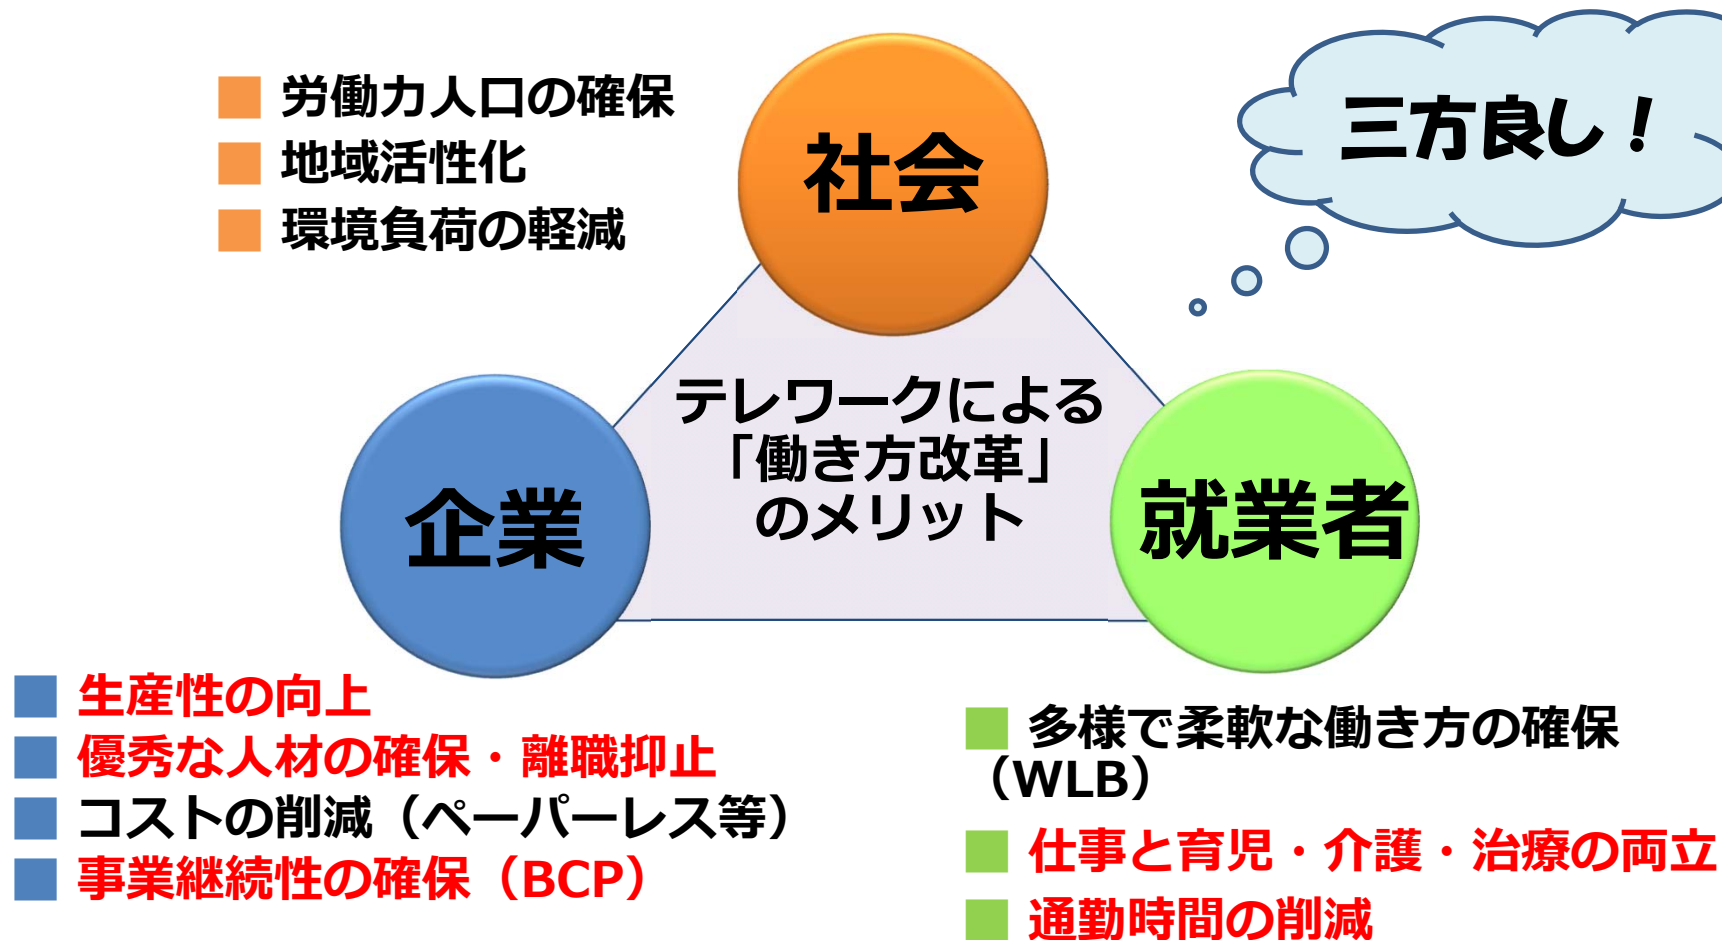 ■ 労働力人口の確保
■ 地域活性化
■ 環境負荷の軽減
社会
三方良し！
テレワークによる
「働き方改革」
のメリット
企業
就業者
■ 生産性の向上
■ 優秀な人材の確保・離職抑止
■ コストの削減（ペーパーレス等）
■ 事業継続性の確保（BCP）
■ 多様で柔軟な働き方の確保
（WLB）
■ 仕事と育児・介護・治療の両立
■ 通勤時間の削減